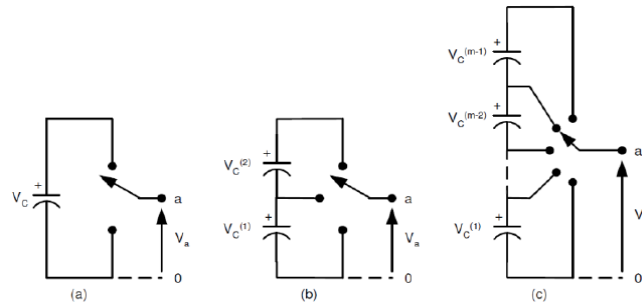 +
V_C
a
V_a
0
(a)
+
V_C^(2)
+
V_C^(1)
a
V_a
0
(b)
+
V_C^(m-1)
+
V_C^(m-2)
+
V_C^(1)
a
V
0
(c)